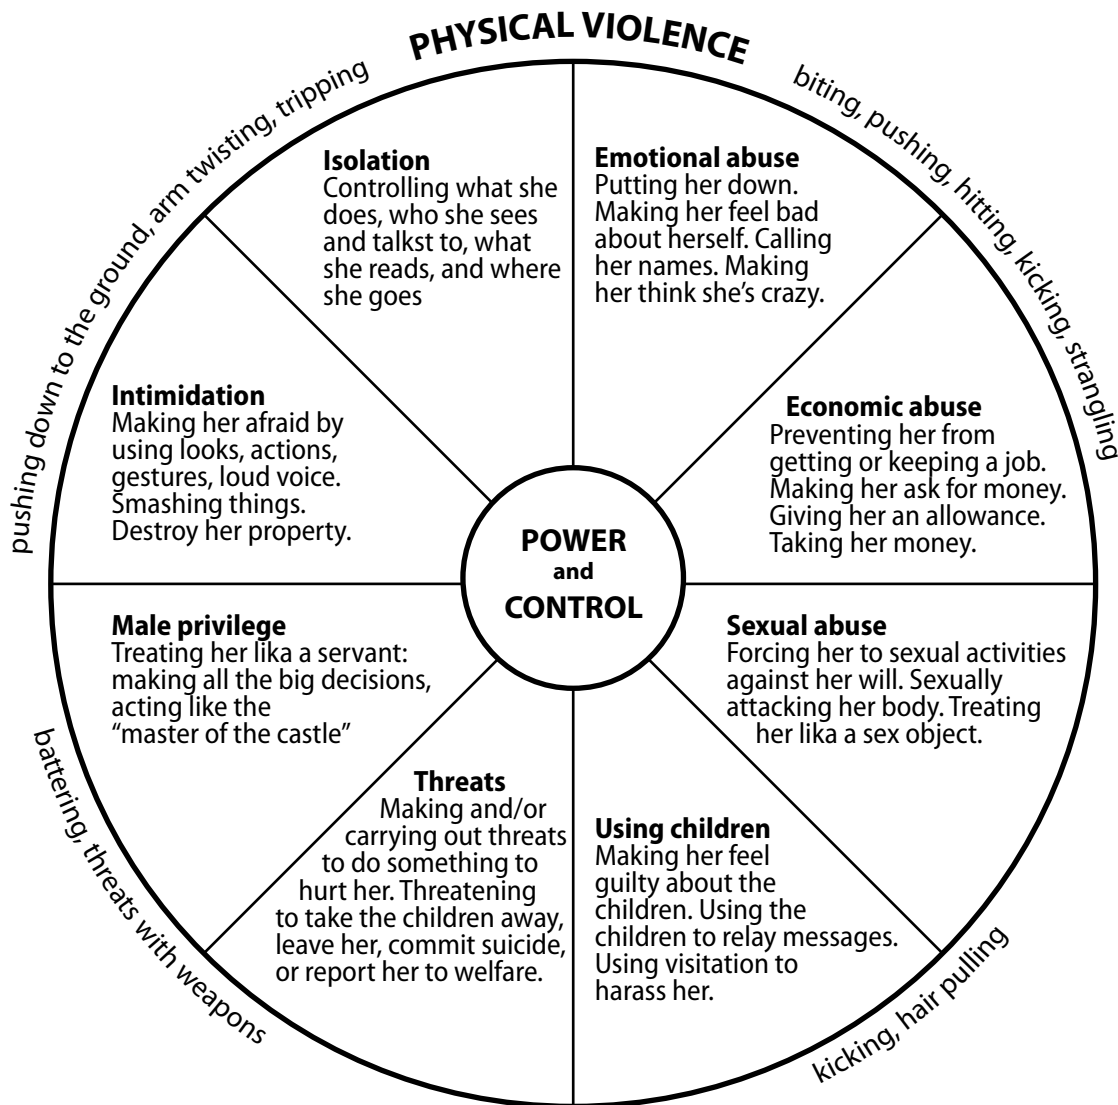 PHYSICAL VIOLENCE
pushing down to the ground, arm twisting, tripping
biting, pushing, hitting, kicking, strangling
Isolation
Controlling what she
does, who she sees
and talkst to, what
she reads, and where
she goes
Emotional abuse
Putting her down.
Making her feel bad
about herself. Calling
her names. Making
her think she’s crazy.
Intimidation
Making her afraid by
using looks, actions,
gestures, loud voice.
Smashing things.
Destroy her property.
Economic abuse
Preventing her from
getting or keeping a job.
Making her ask for money.
Giving her an allowance.
Taking her money.
POWER
and
CONTROL
Male privilege
Treating her lika a servant:
making all the big decisions,
acting like the
“master of the castle”
Sexual abuse
Forcing her to sexual activities
against her will. Sexually
attacking her body. Treating
her lika a sex object.
Threats
Making and/or
carrying out threats
to do something to
hurt her. Threatening
to take the children away,
leave her, commit suicide,
or report her to welfare.
Using children
Making her feel
guilty about the
children. Using the
children to relay messages.
Using visitation to
harass her.
battering, threats with weapons
kicking, hair pulling